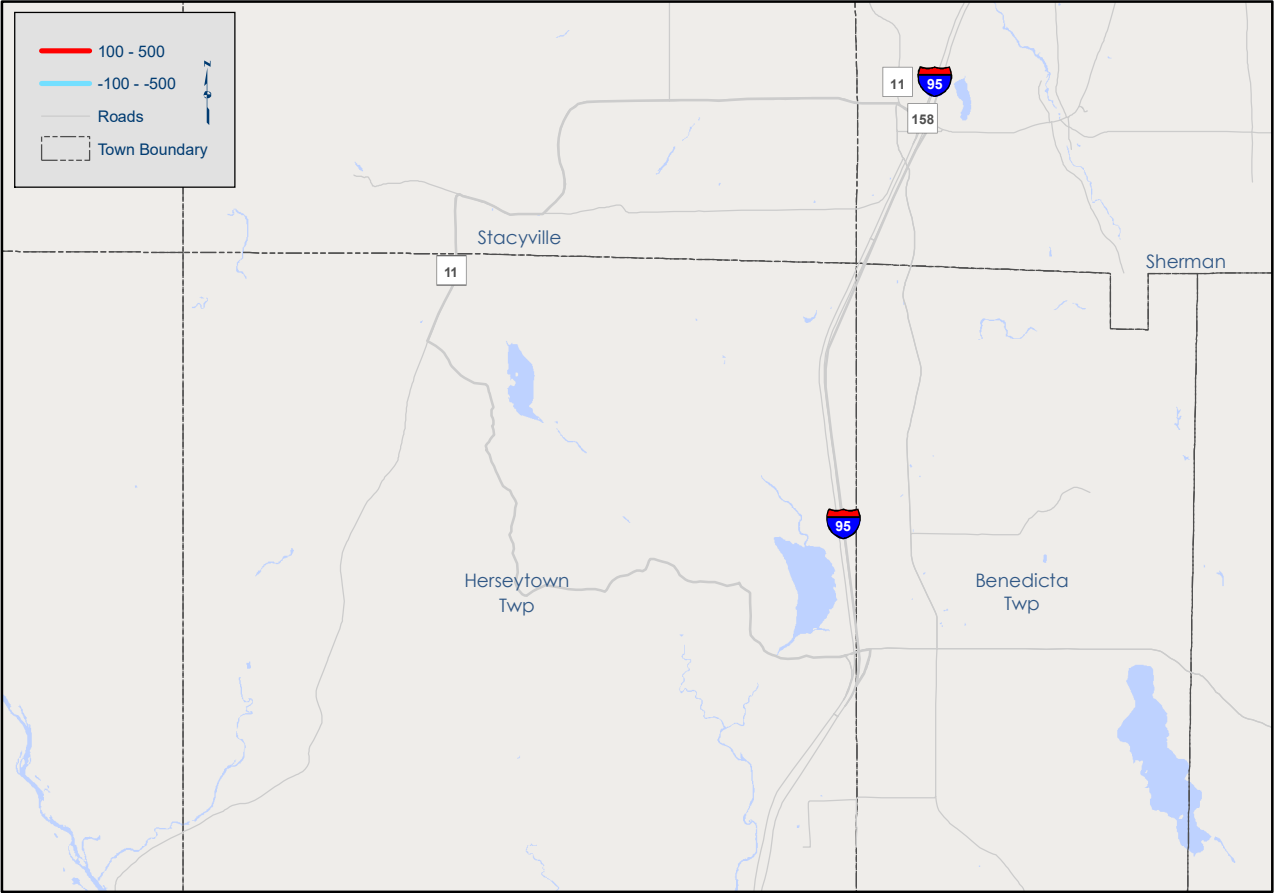 N
100 - 500
-100 - -500
Roads
Town Boundary
11
95
158
Stacyville
Sherman
11
95
Herseytown
Twp
Benedicta
Twp